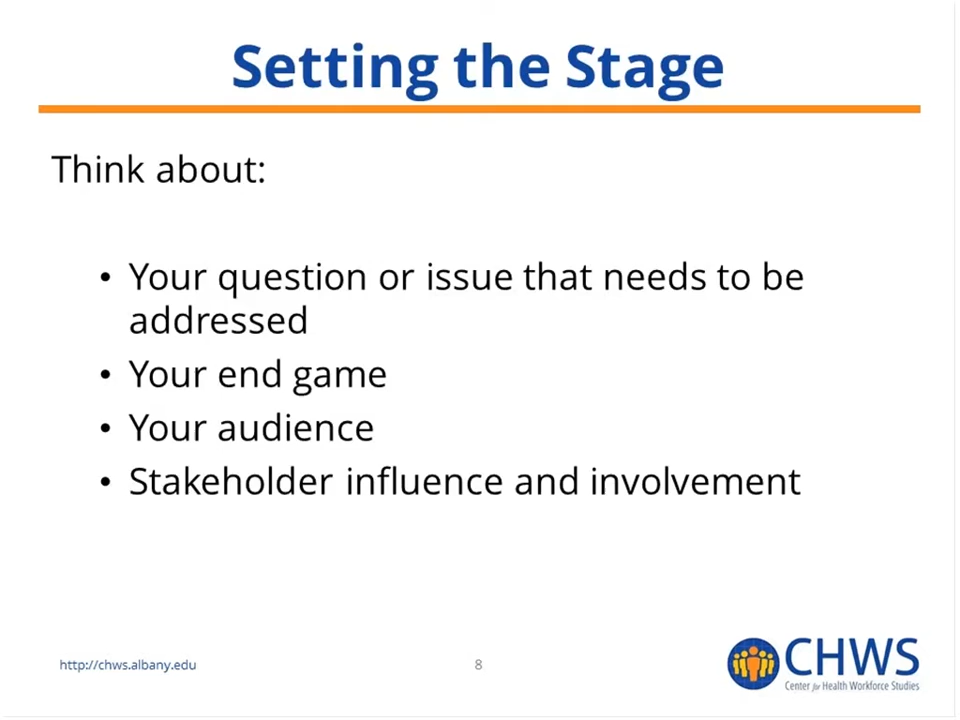 Setting the Stage
Think about:
• Your question or issue that needs to be
addressed
• Your end game
• Your audience
• Stakeholder influence and involvement
http://chws.albany.edu
8
CHWS
Center for Health Workforce Studies